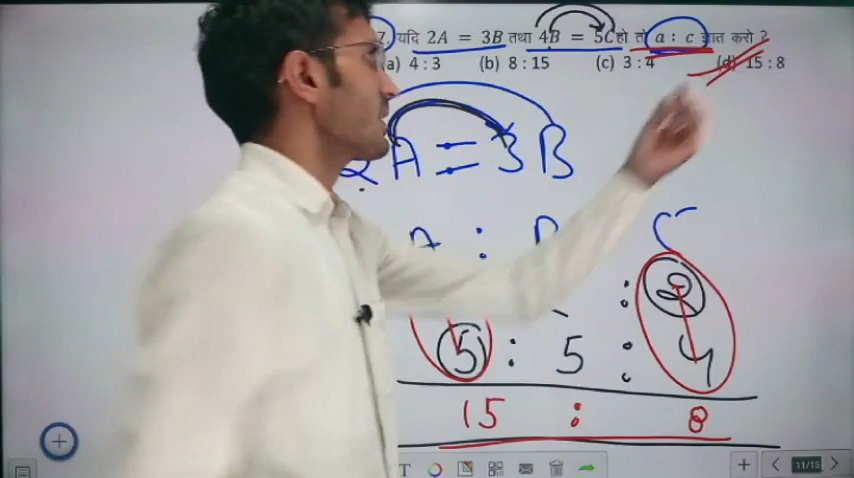 7. यदि 2A = 3B तथा 4B = 5C हो तो a : c ज्ञात करो ?
(a) 4 : 3 (b) 8 : 15 (c) 3 : 4 (d) 15 : 8
2A = 3B
A : B C
: 2
5 : 5 : 4
15 : 8
T
11/15